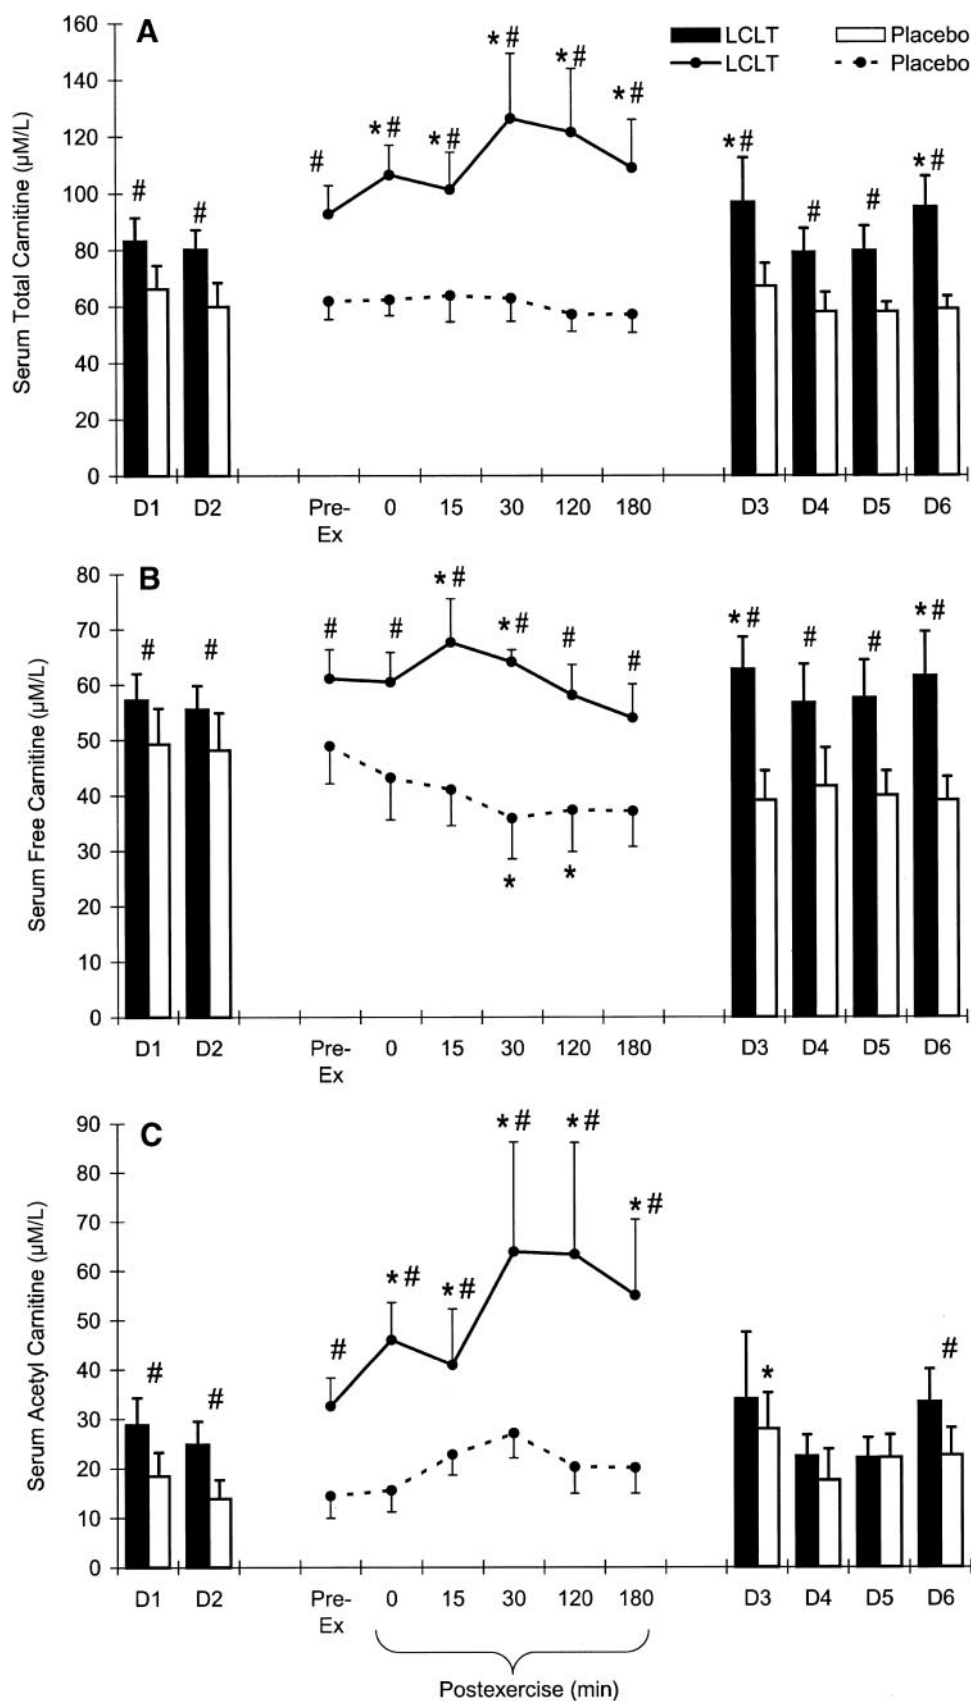 A
LCLT Placebo
LCLT Placebo
Serum Total Carnitine (µM/L)
160
140
120
100
80
60
40
20
0
# # # *# *# *# *# *# *# # # *#
D1 D2 Pre-Ex 0 15 30 120 180 D3 D4 D5 D6
B
Serum Free Carnitine (µM/L)
80
70
60
50
40
30
20
10
0
# # # # *# *# # # *# # # *#
* *
D1 D2 Pre-Ex 0 15 30 120 180 D3 D4 D5 D6
C
Serum Acetyl Carnitine (µM/L)
90
80
70
60
50
40
30
20
10
0
# # # *# *# *# *# *# * #
D1 D2 Pre-Ex 0 15 30 120 180 D3 D4 D5 D6
Postexercise (min)